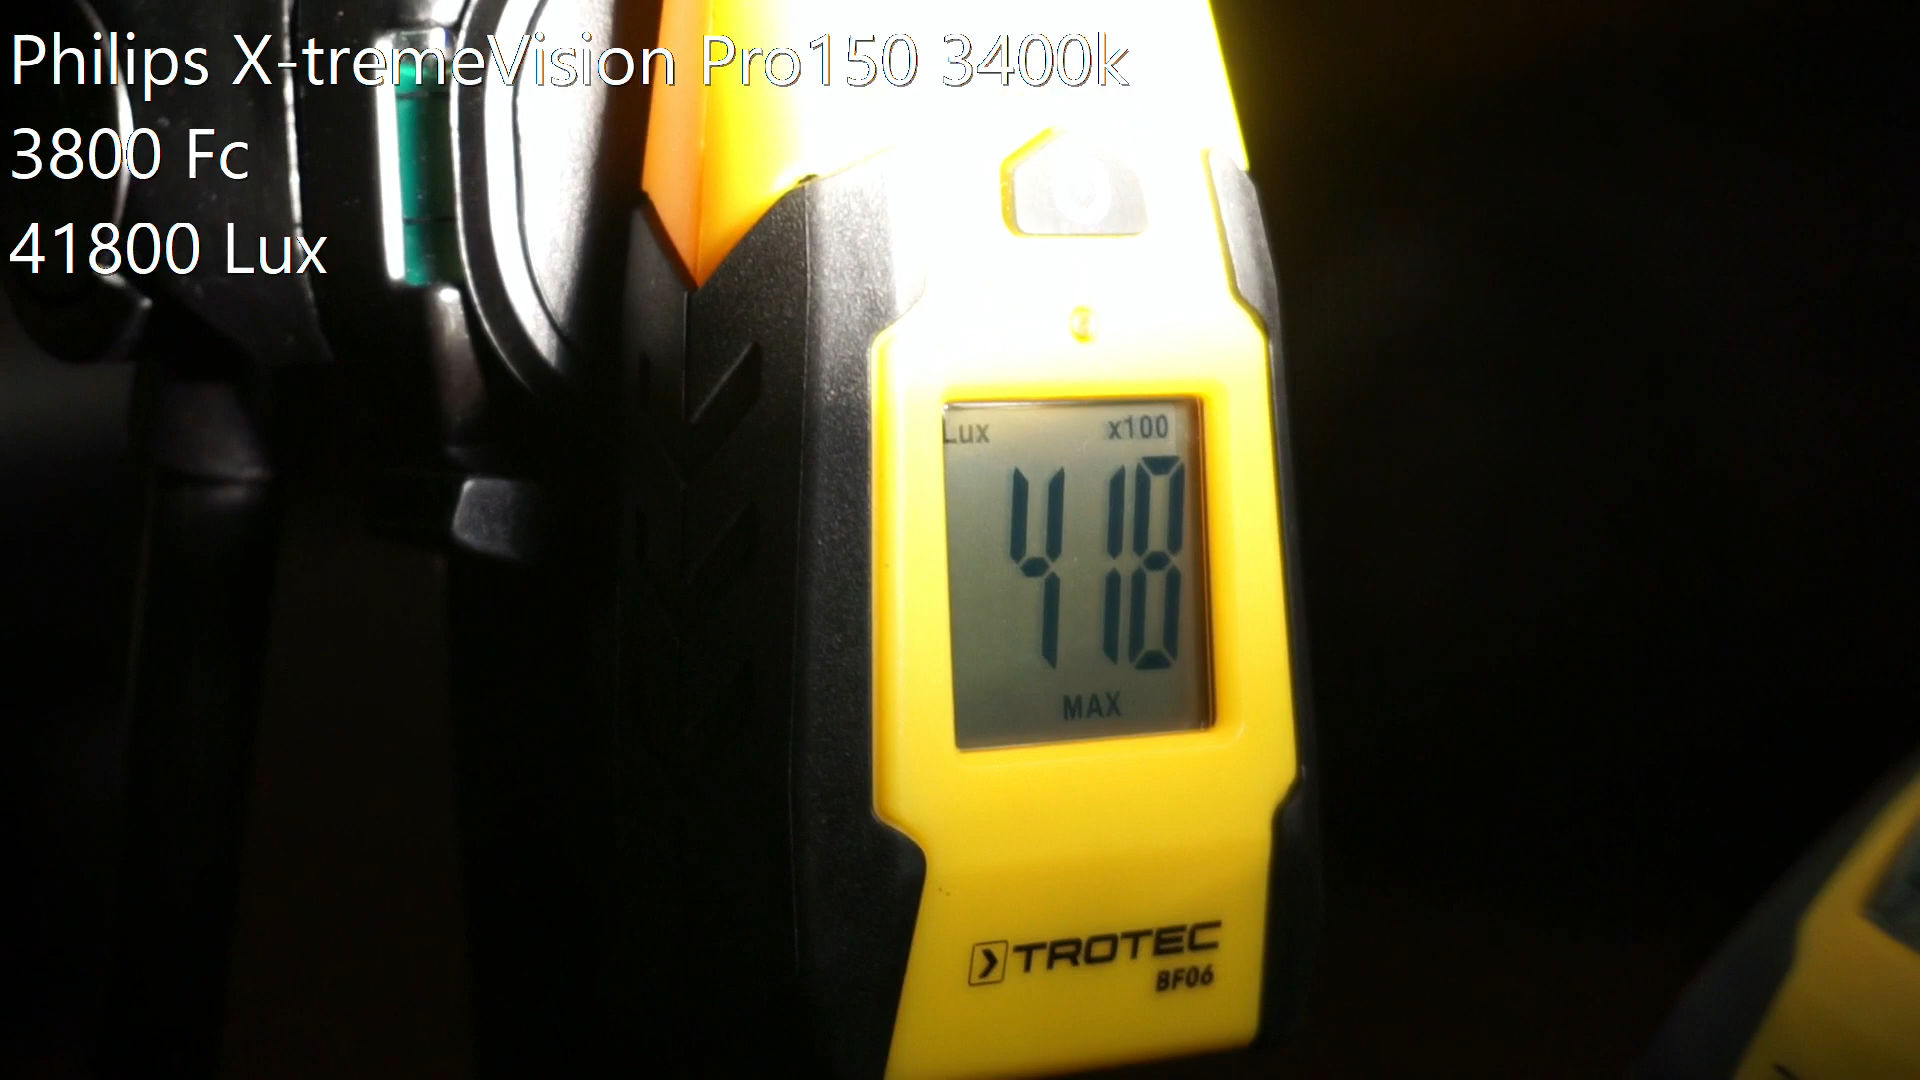 Philips X-tremeVision Pro150 3400k
3800 Fc
41800 Lux
Lux x100
418
MAX
TROTEC
BF06